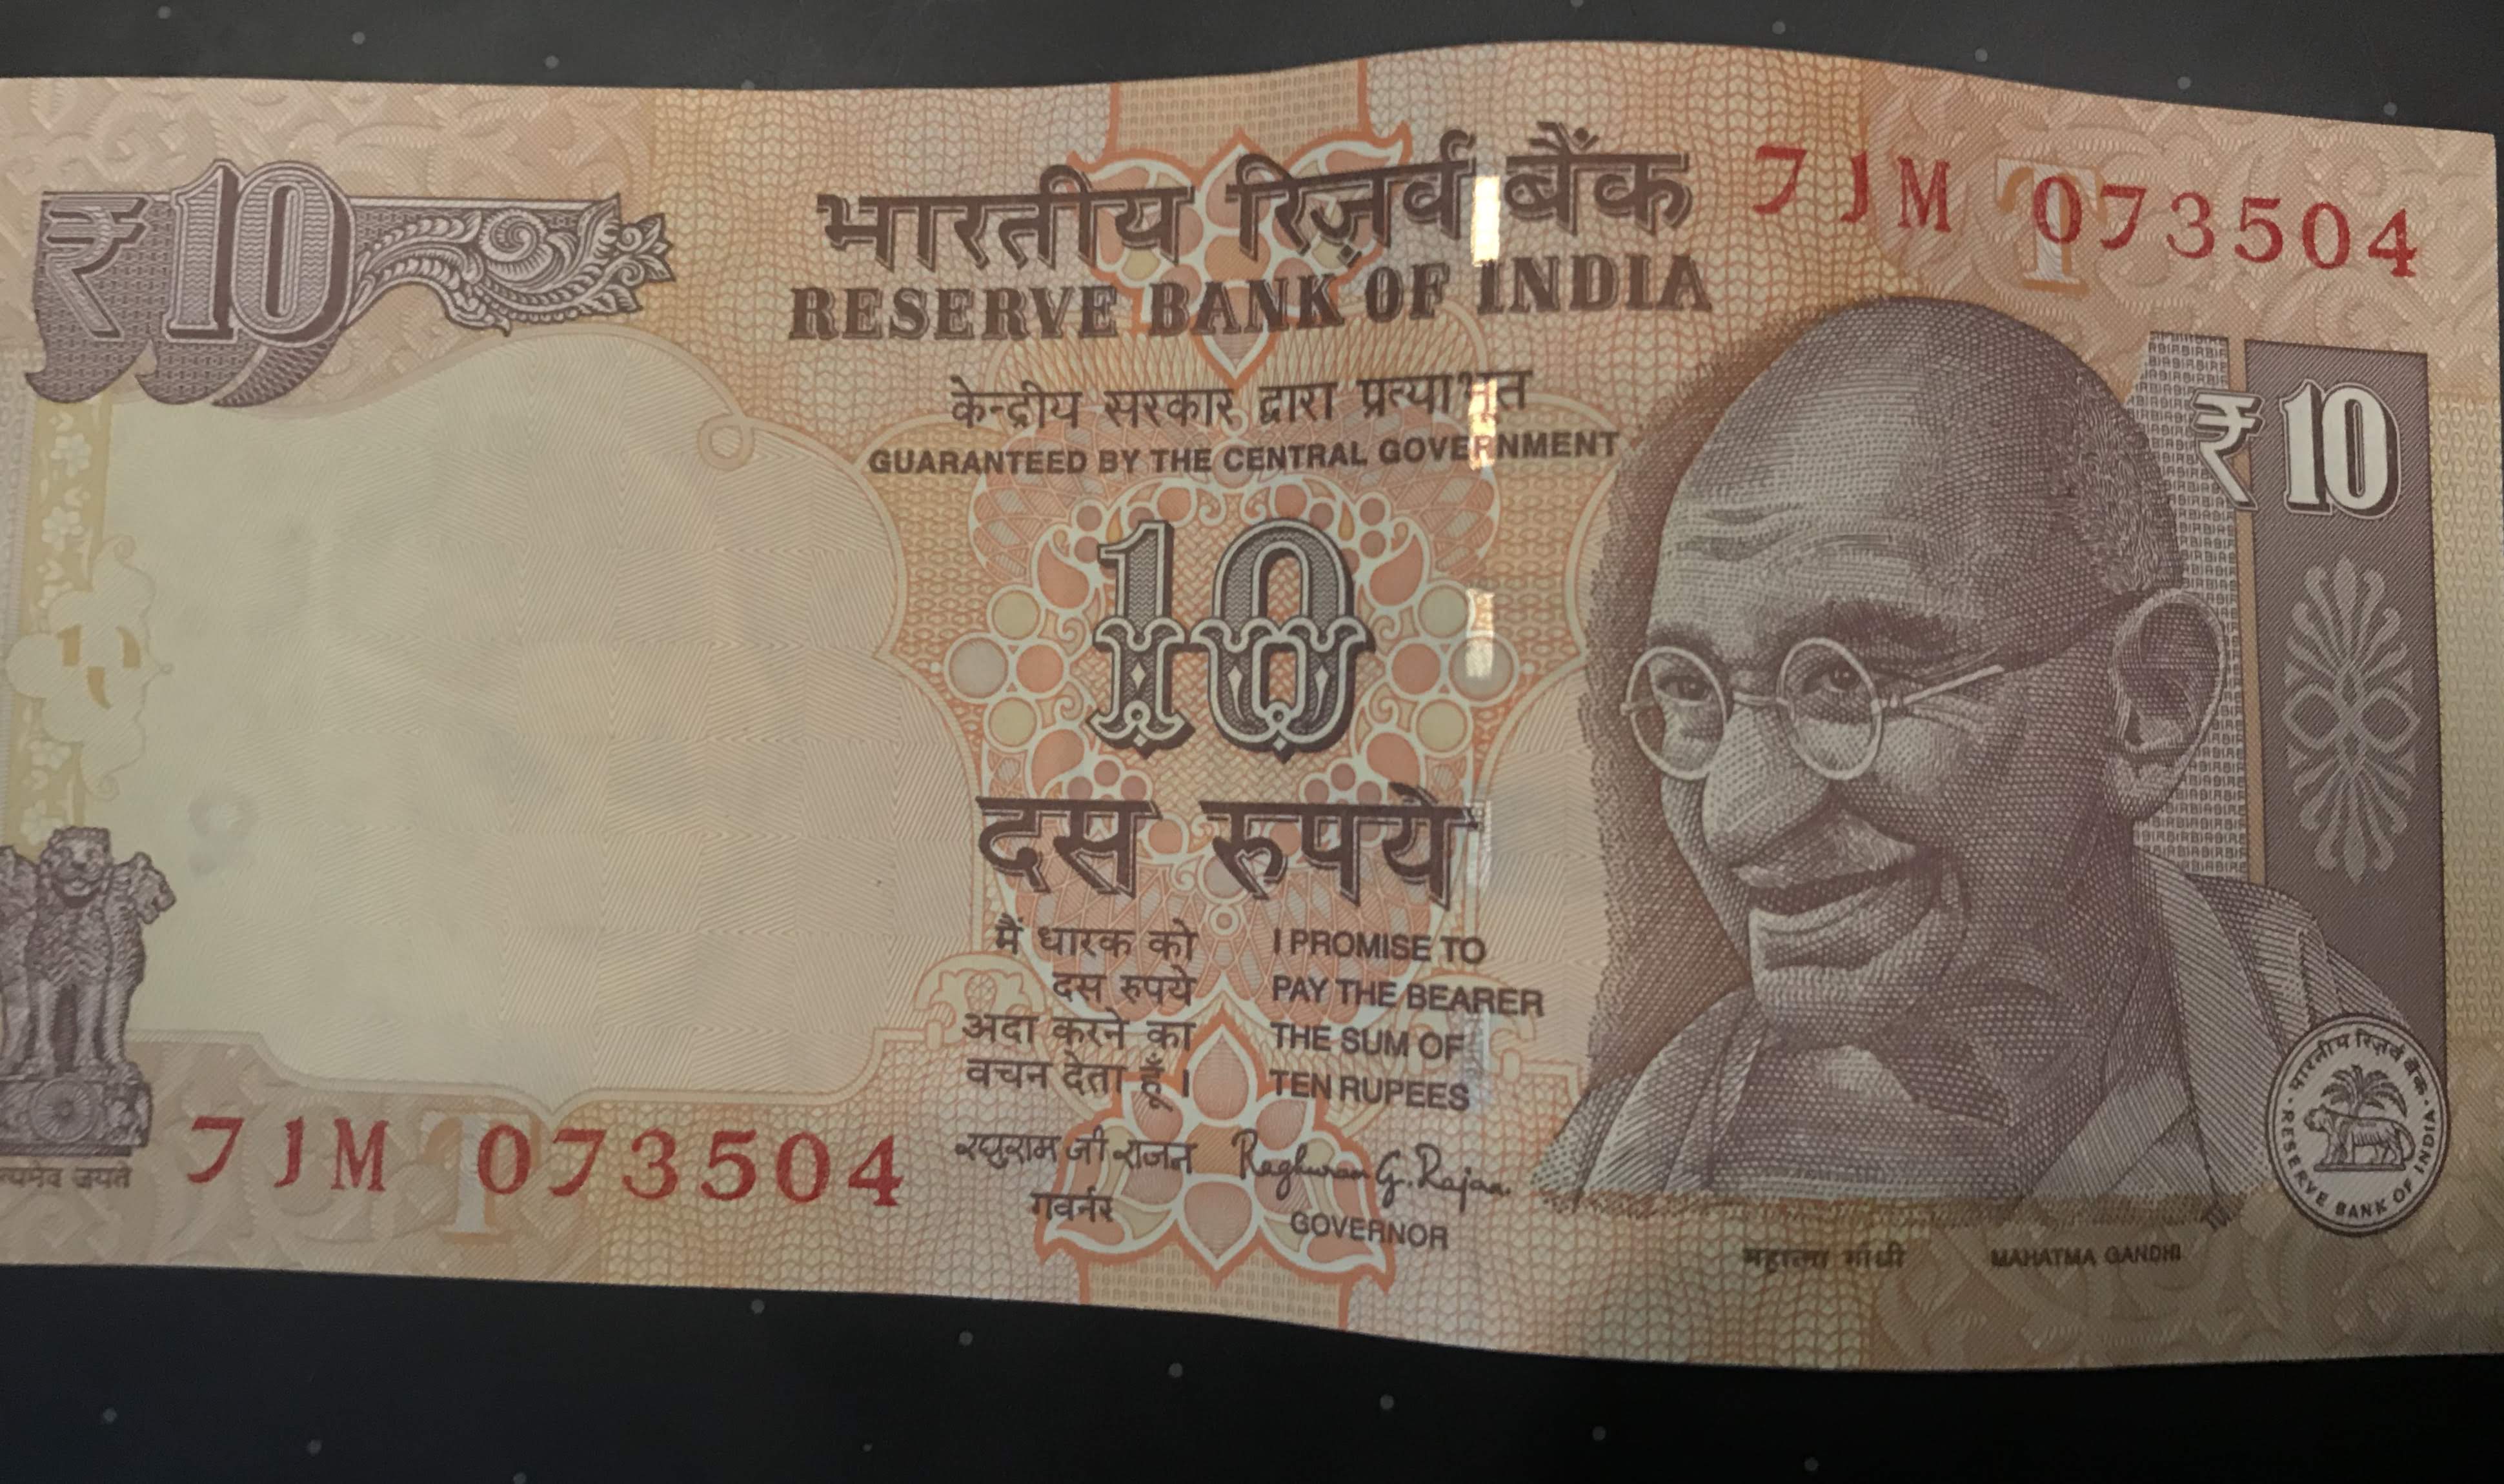 ₹10
भारतीय रिज़र्व बैंक
RESERVE BANK OF INDIA
7JM 073504
केन्द्रीय सरकार द्वारा प्रत्याभूत
GUARANTEED BY THE CENTRAL GOVERNMENT
₹10
10
दस रुपये
मैं धारक को
दस रुपये
अदा करने का
वचन देता हूँ।
I PROMISE TO
PAY THE BEARER
THE SUM OF
TEN RUPEES
7JM 073504
रघुराम जी राजन
गवर्नर
Raghuram G. Rajan
GOVERNOR
महात्मा गांधी
MAHATMA GANDHI
भारतीय रिज़र्व बैंक
RESERVE BANK OF INDIA
जयते